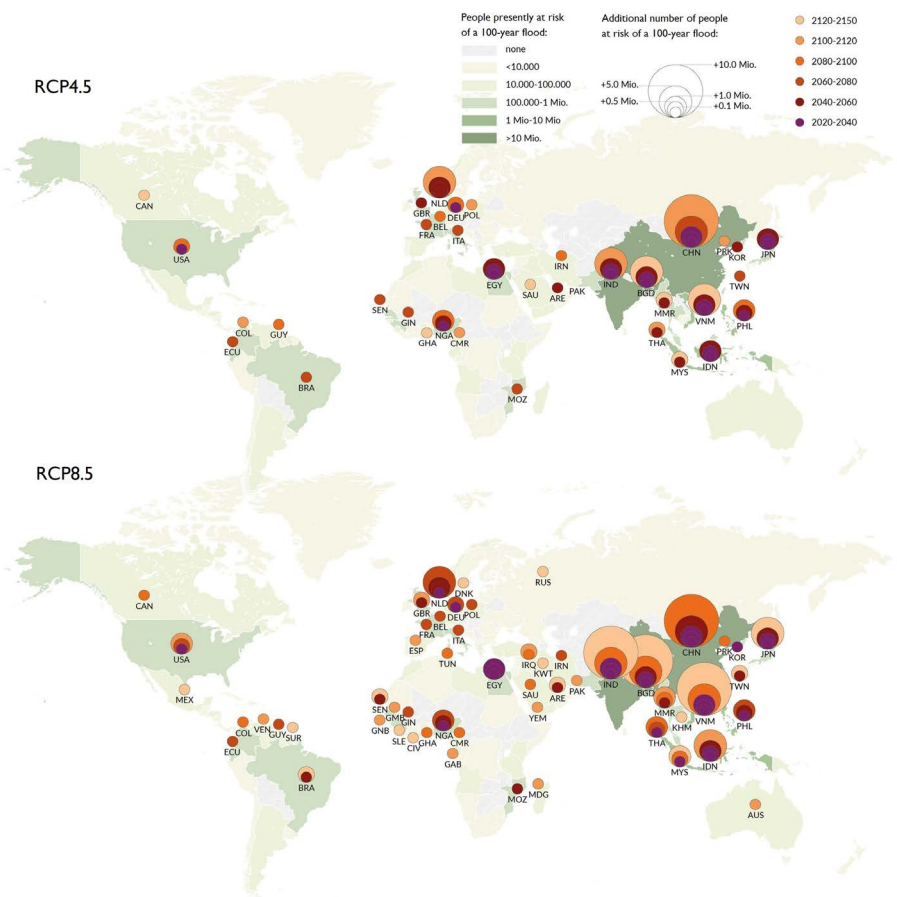 People presently at risk
of a 100-year flood:
none
<10.000
10.000-100.000
100.000-1 Mio.
1 Mio-10 Mio
>10 Mio.
Additional number of people
at risk of a 100-year flood:
+10.0 Mio.
+5.0 Mio.
+1.0 Mio.
+0.5 Mio.
+0.1 Mio.
2120-2150
2100-2120
2080-2100
2060-2080
2040-2060
2020-2040
RCP4.5
CAN
USA
COL
GUY
ECU
BRA
NLD
GBR
DEU
POL
BEL
FRA
ITA
EGY
SEN
GIN
GHA
NGA
CMR
MOZ
IRN
SAU
ARE
PAK
IND
BGD
CHN
PRK
KOR
JPN
TWN
MMR
VNM
PHL
THA
MYS
IDN
RCP8.5
CAN
USA
MEX
COL
VEN
GUY
SUR
ECU
BRA
NLD
DNK
GBR
DEU
POL
BEL
FRA
ITA
ESP
TUN
EGY
RUS
SEN
GMB
GIN
GNB
SLE
CIV
GHA
NGA
CMR
GAB
MOZ
MDG
IRQ
KWT
IRN
SAU
ARE
PAK
YEM
IND
BGD
CHN
PRK
KOR
JPN
TWN
MMR
KHM
VNM
PHL
THA
MYS
IDN
AUS